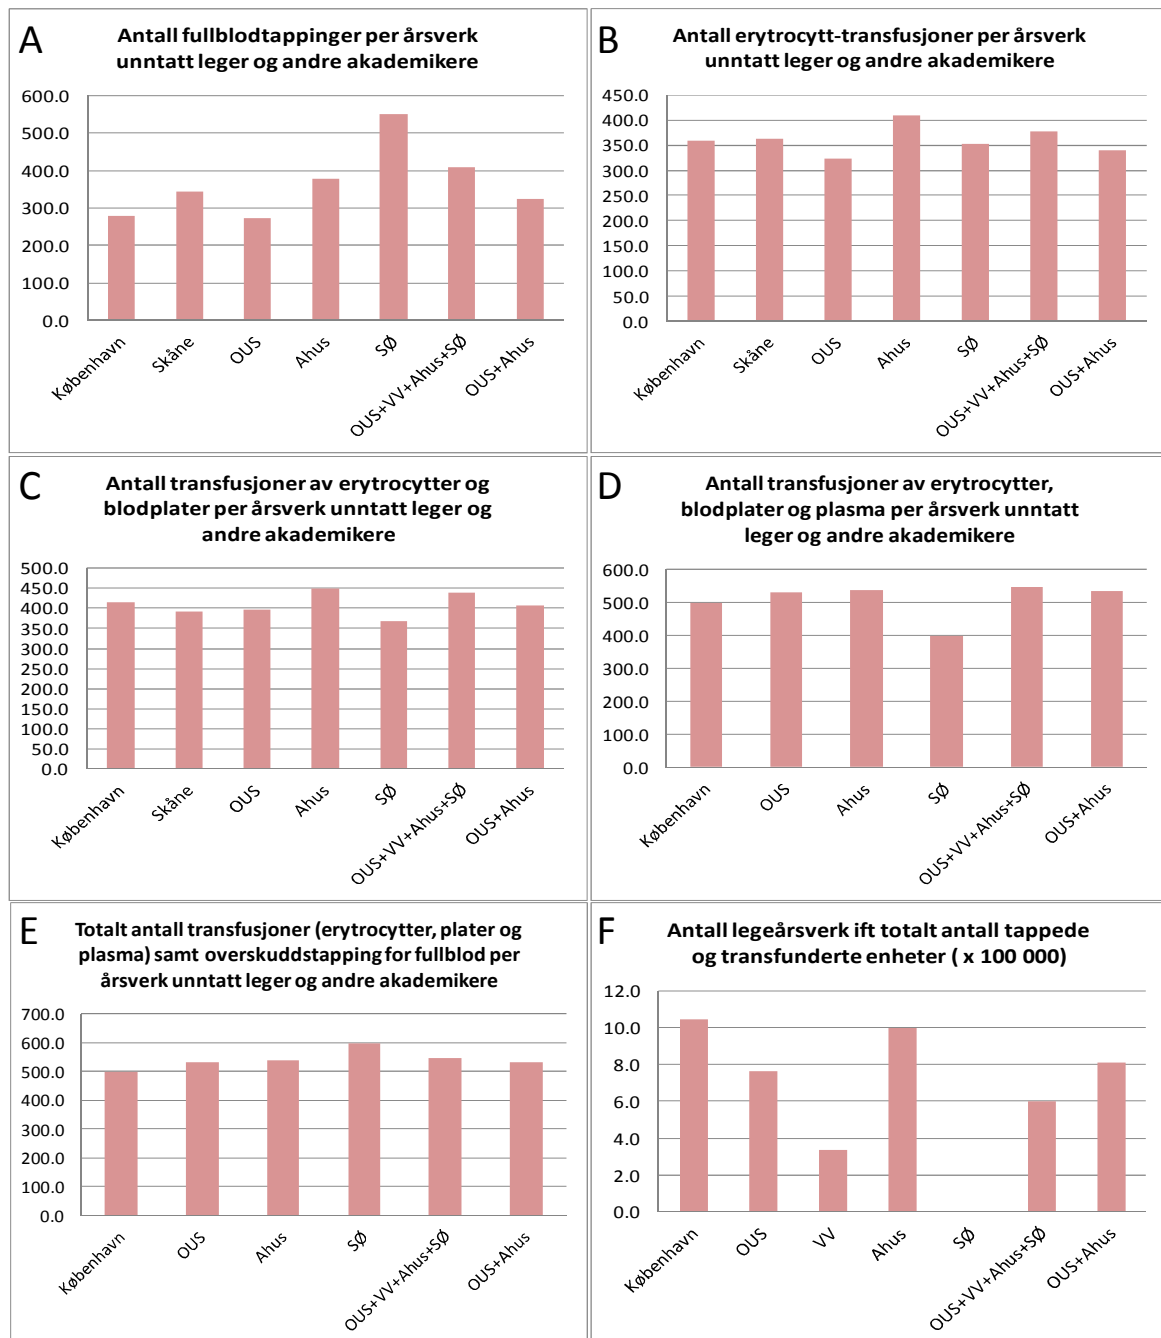 A
Antall fullblodtappinger per årsverk
unntatt leger og andre akademikere
600.0
500.0
400.0
300.0
200.0
100.0
0.0
København
Skåne
OUS
Ahus
SØ
OUS+VV+Ahus+SØ
OUS+Ahus
B
Antall erytrocytt-transfusjoner per årsverk
unntatt leger og andre akademikere
450.0
400.0
350.0
300.0
250.0
200.0
150.0
100.0
50.0
0.0
København
Skåne
OUS
Ahus
SØ
OUS+VV+Ahus+SØ
OUS+Ahus
C
Antall transfusjoner av erytrocytter og
blodplater per årsverk unntatt leger og
andre akademikere
500.0
450.0
400.0
350.0
300.0
250.0
200.0
150.0
100.0
50.0
0.0
København
Skåne
OUS
Ahus
SØ
OUS+VV+Ahus+SØ
OUS+Ahus
D
Antall transfusjoner av erytrocytter,
blodplater og plasma per årsverk unntatt
leger og andre akademikere
600.0
500.0
400.0
300.0
200.0
100.0
0.0
København
OUS
Ahus
SØ
OUS+VV+Ahus+SØ
OUS+Ahus
E
Totalt antall transfusjoner (erytrocytter, plater og
plasma) samt overskuddstapping for fullblod per
årsverk unntatt leger og andre akademikere
700.0
600.0
500.0
400.0
300.0
200.0
100.0
0.0
København
OUS
Ahus
SØ
OUS+VV+Ahus+SØ
OUS+Ahus
F
Antall legeårsverk ift totalt antall tappede
og transfunderte enheter ( x 100 000)
12.0
10.0
8.0
6.0
4.0
2.0
0.0
København
OUS
VV
Ahus
SØ
OUS+VV+Ahus+SØ
OUS+Ahus